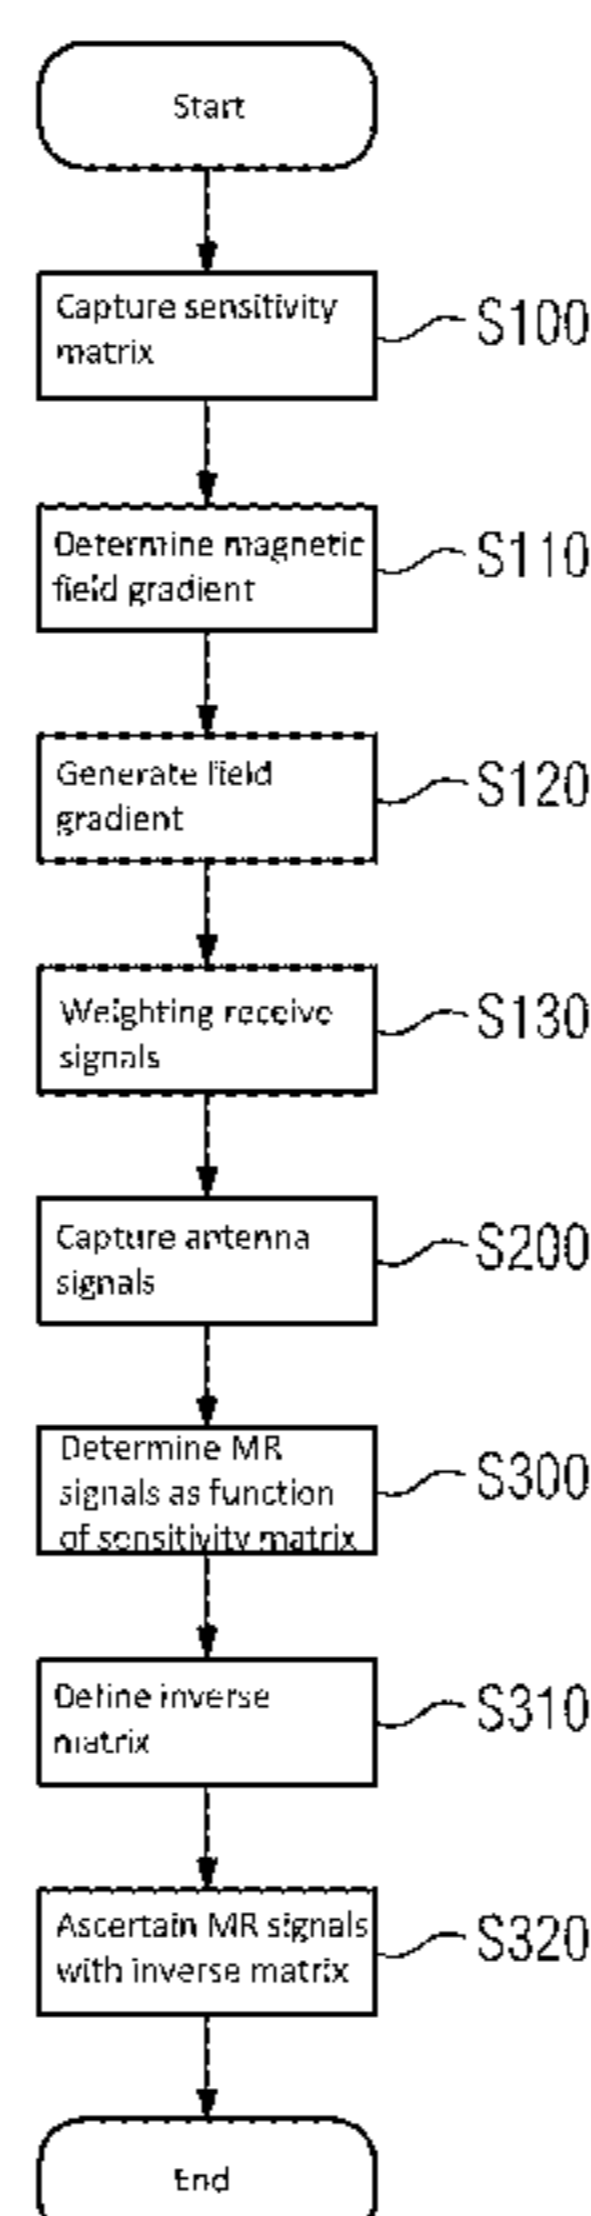 Start
Capture sensitivity
matrix
S100
Determine magnetic
field gradient
S110
Generate field
gradient
S120
Weighting receive
signals
S130
Capture antenna
signals
S200
Determine MR
signals as function
of sensitivity matrix
S300
Define inverse
matrix
S310
Ascertain MR signals
with inverse matrix
S320
End